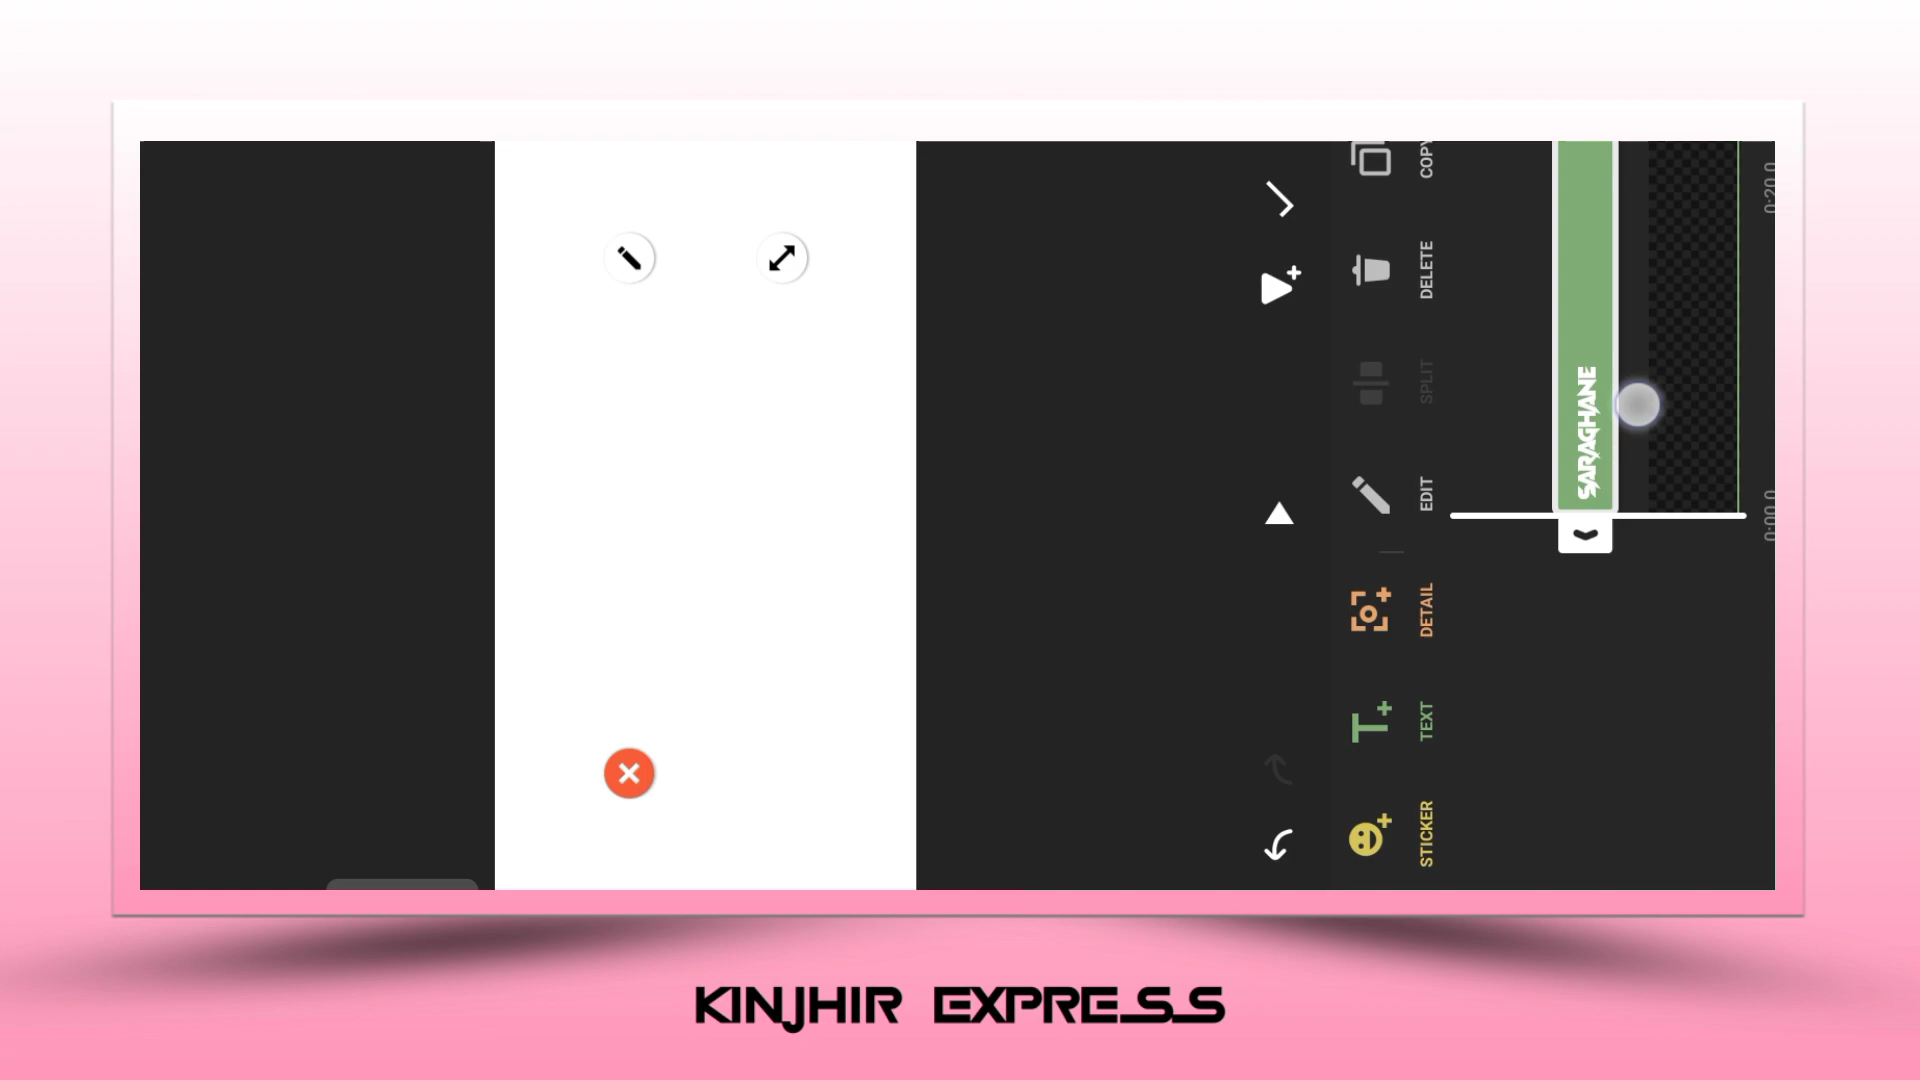 COPY
DELETE
SPLIT
EDIT
DETAIL
TEXT
STICKER
SARAGHANE
0:20.0
0:00.0
KINJHIR EXPRESS